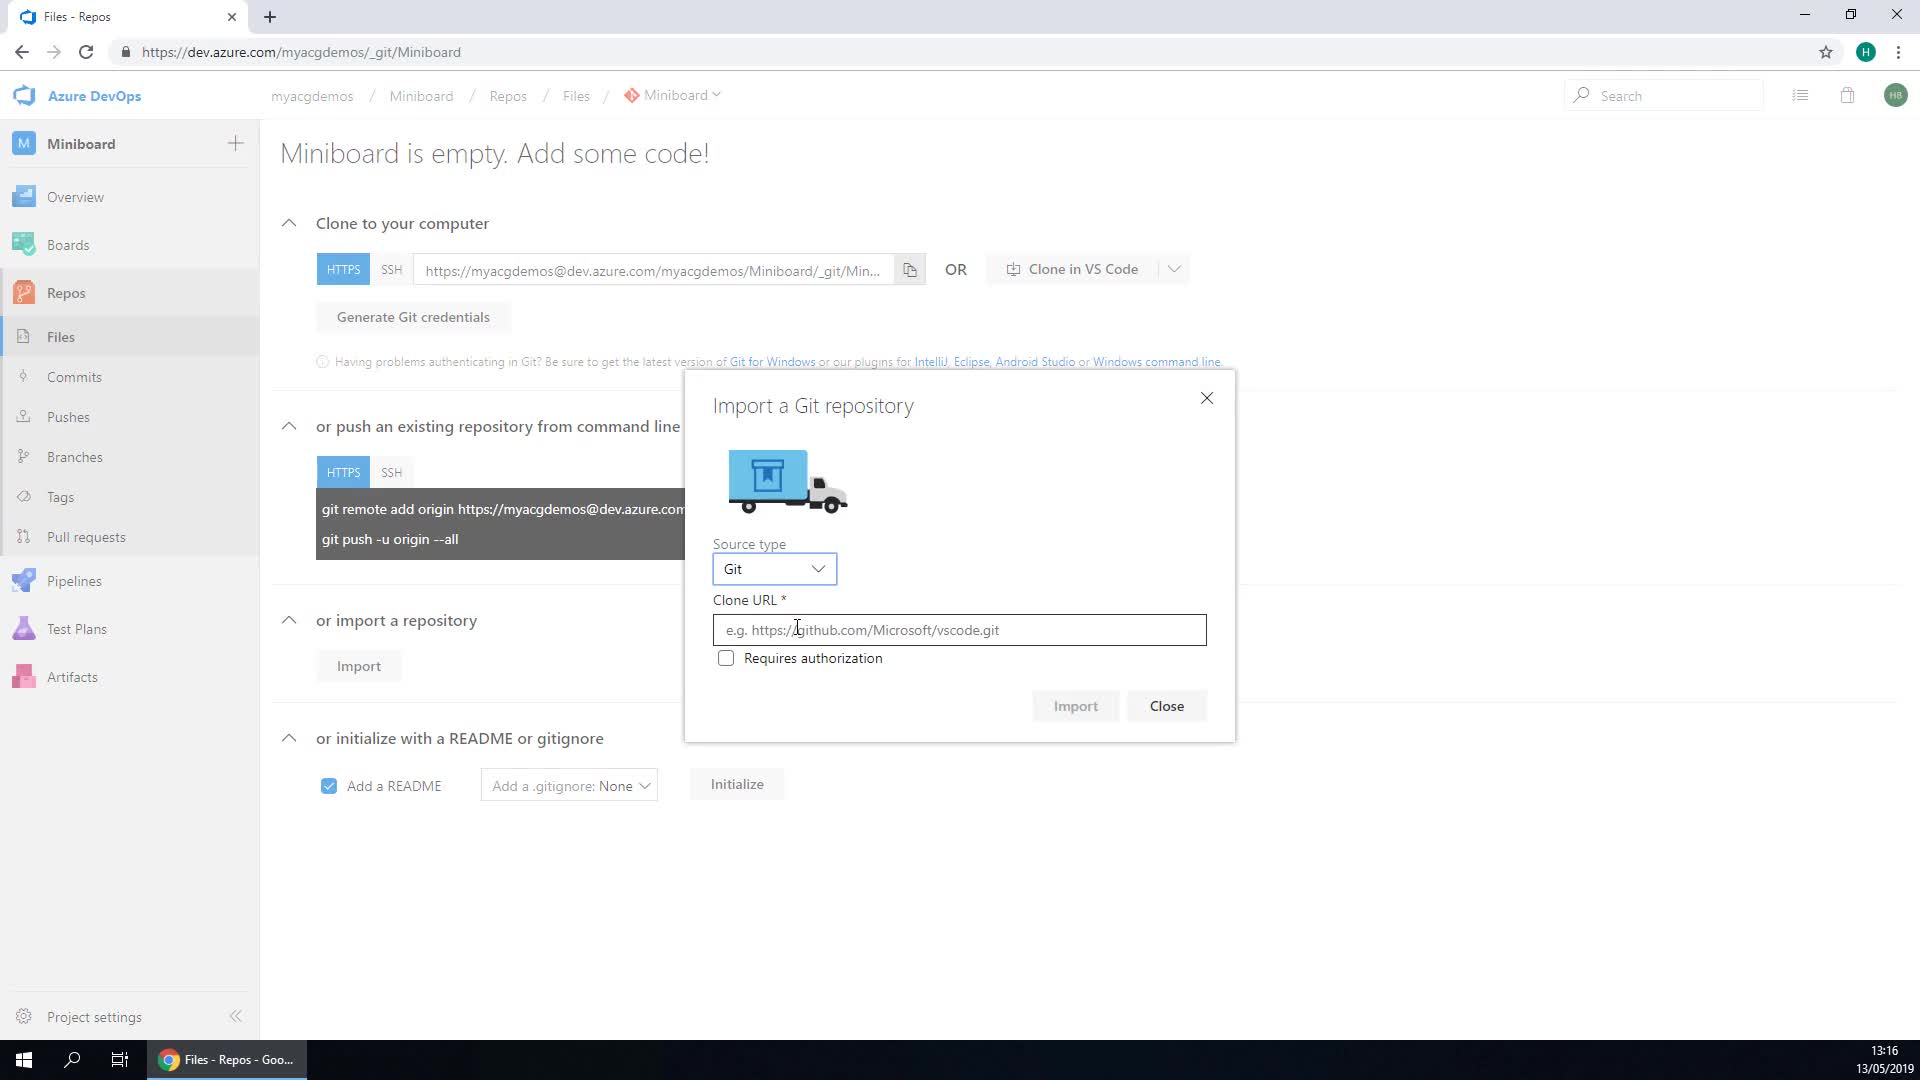 Files - Repos
https://dev.azure.com/myacgdemos/_git/Miniboard
H
Azure DevOps
myacgdemos / Miniboard / Repos / Files / Miniboard
Search
HB
M Miniboard
Overview
Boards
Repos
Files
Commits
Pushes
Branches
Tags
Pull requests
Pipelines
Test Plans
Artifacts
Project settings
Miniboard is empty. Add some code!
Clone to your computer
HTTPS SSH https://myacgdemos@dev.azure.com/myacgdemos/Miniboard/_git/Min... OR Clone in VS Code
Generate Git credentials
Having problems authenticating in Git? Be sure to get the latest version of Git for Windows or our plugins for IntelliJ, Eclipse, Android Studio or Windows command line.
or push an existing repository from command line
HTTPS SSH
git remote add origin https://myacgdemos@dev.azure.com
git push -u origin --all
or import a repository
Import
or initialize with a README or gitignore
Add a README Add a .gitignore: None Initialize
Import a Git repository
Source type
Git
Clone URL *
e.g. https://github.com/Microsoft/vscode.git
Requires authorization
Import Close
Files - Repos - Goo...
13:16
13/05/2019